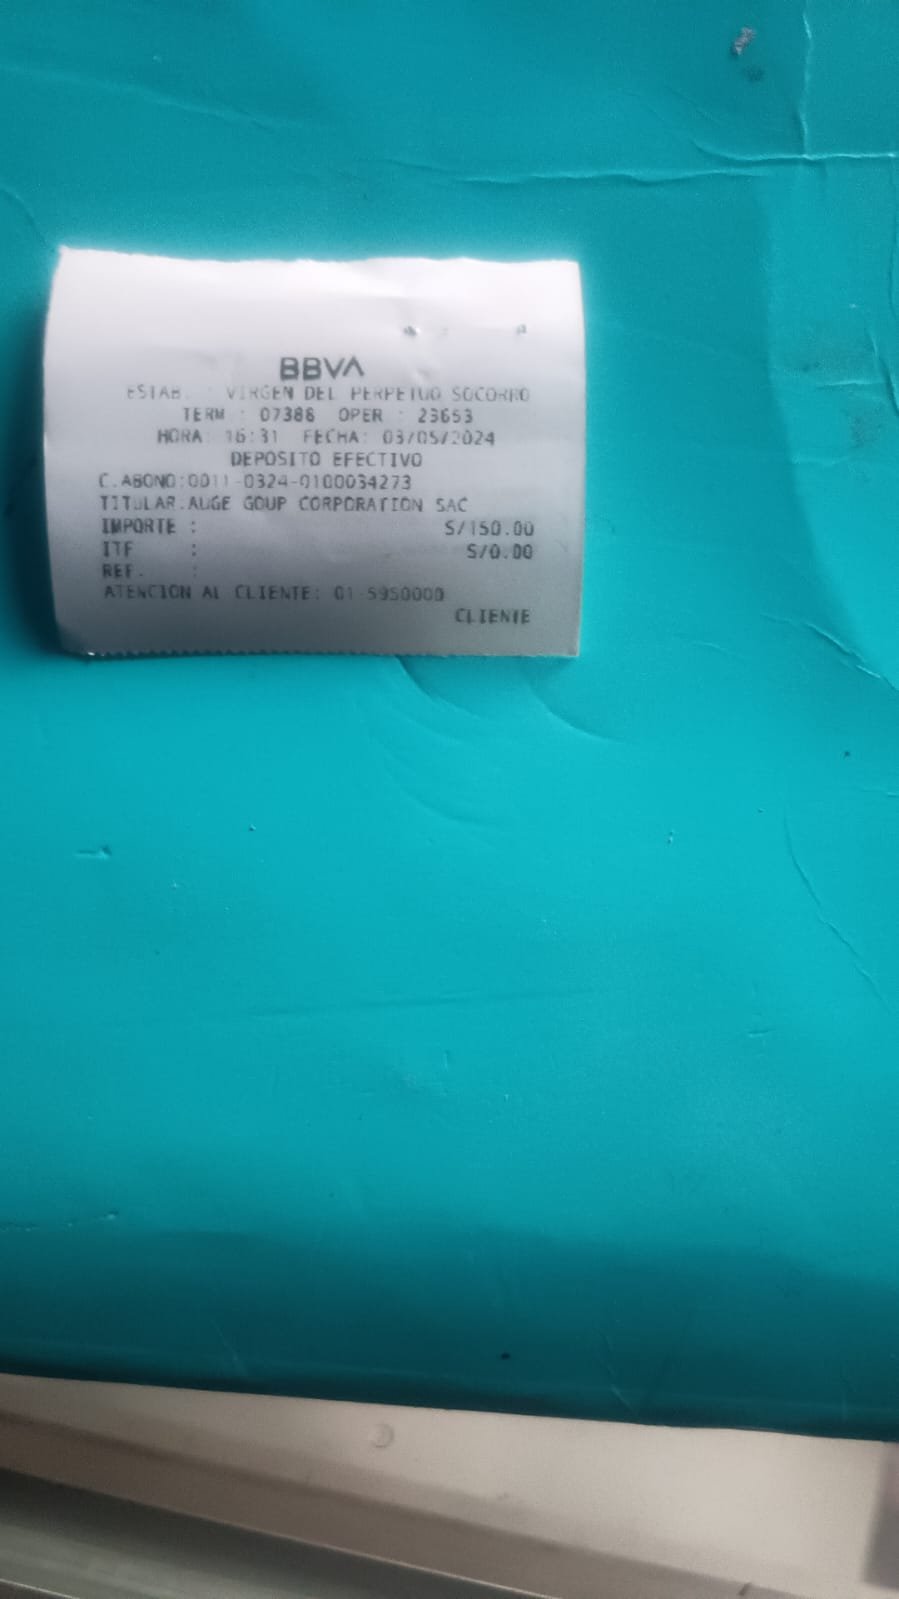 BBVA
ESTAB. : VIRGEN DEL PERPETUO SOCORRO
TERM : 07388 OPER : 23653
HORA: 16:31 FECHA: 03/05/2024
DEPOSITO EFECTIVO
C.ABONO:0011-0324-0100034273
TITULAR:AUGE GOUP CORPORATION SAC
IMPORTE : S/150.00
ITF : S/0.00
REF. :
ATENCION AL CLIENTE: 01-5950000
CLIENTE